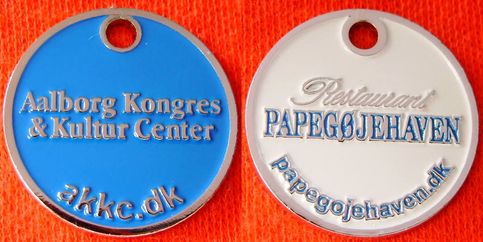 Aalborg Kongres
& Kultur Center
akkc.dk
Restaurant
PAPEGØJEHAVEN
papegojehaven.dk